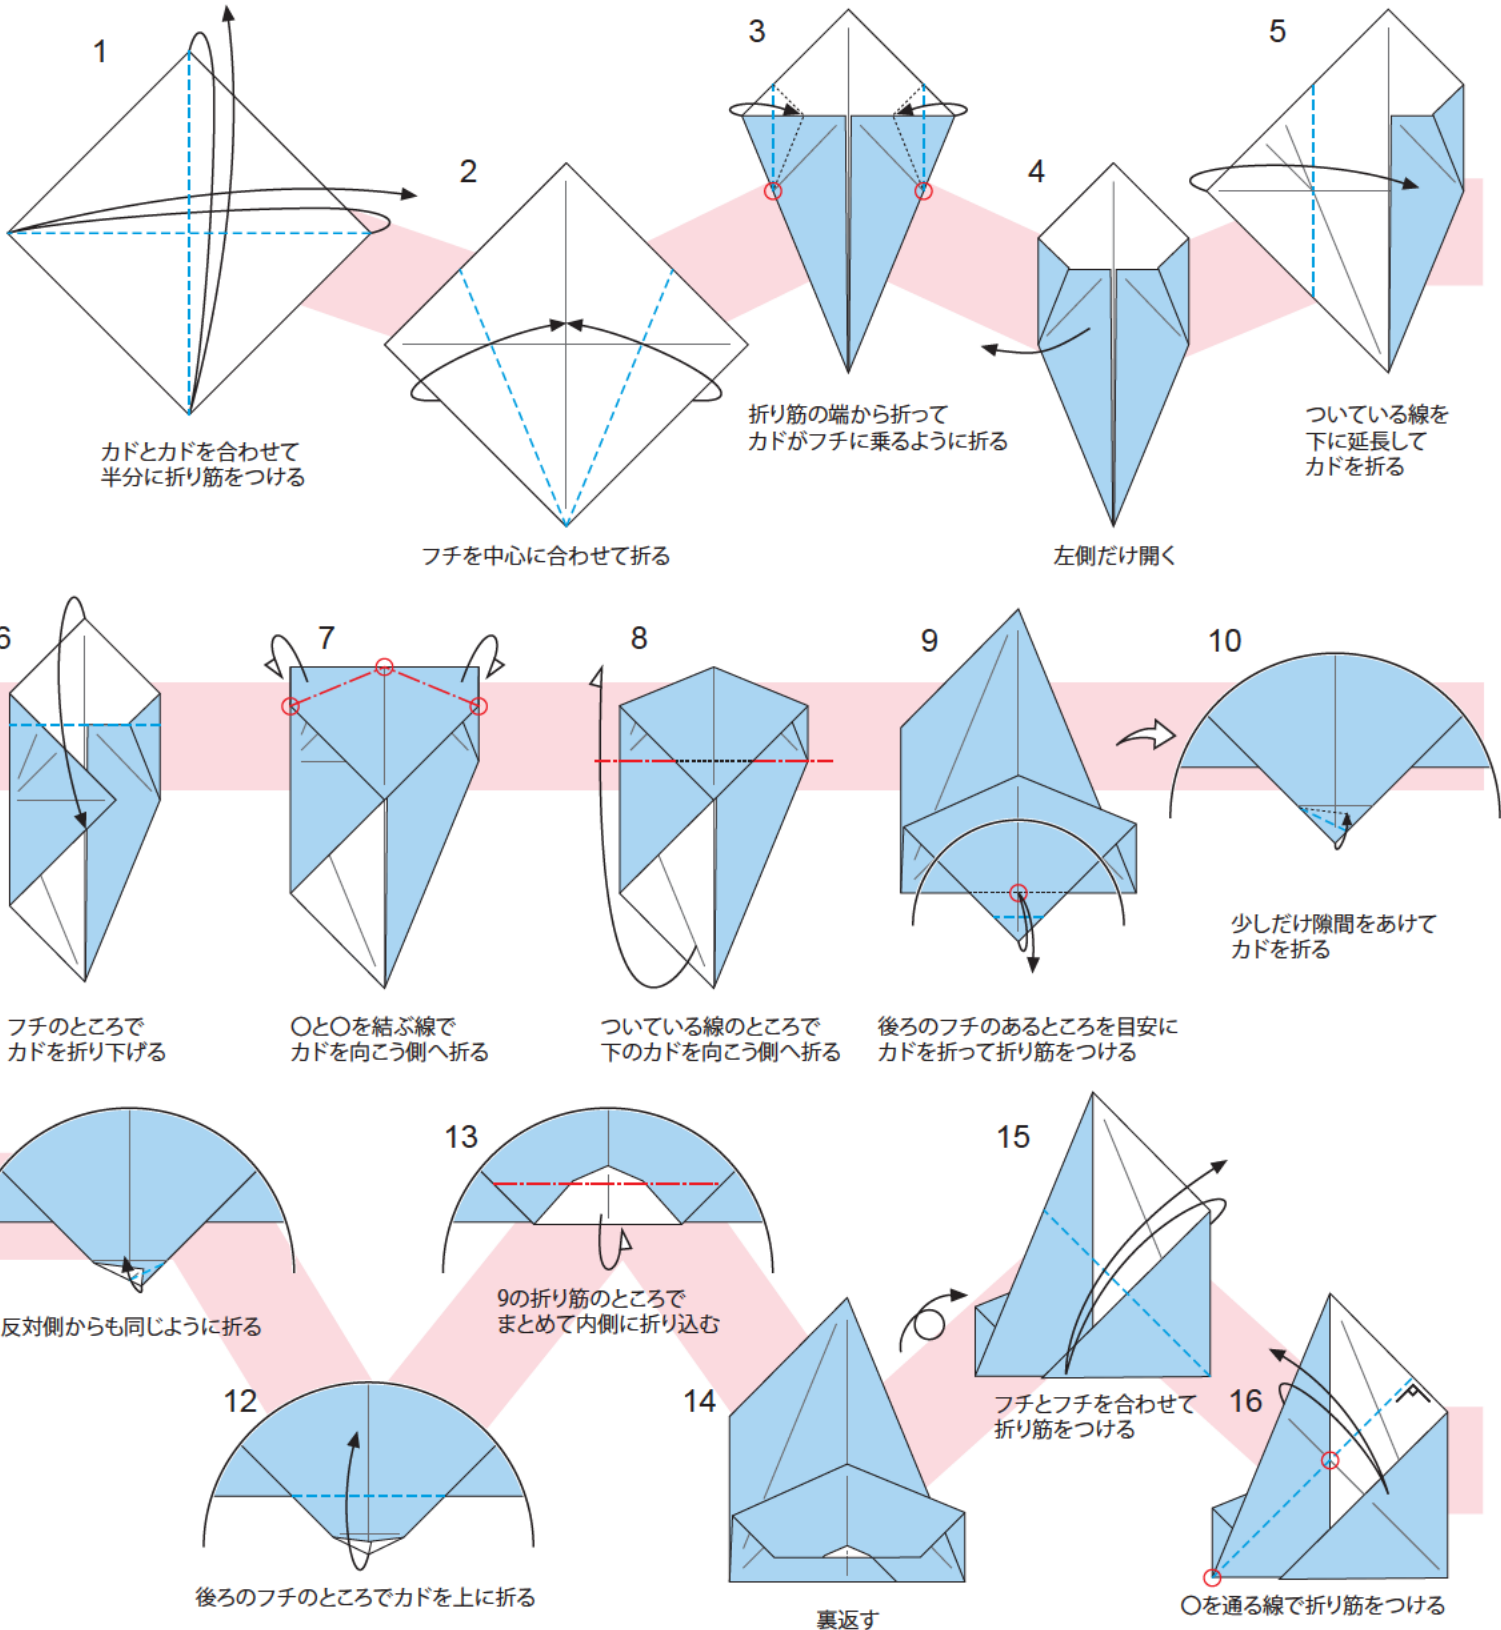 1
カドとカドを合わせて
半分に折り筋をつける
2
フチを中心に合わせて折る
3
折り筋の端から折って
カドがフチに乗るように折る
4
左側だけ開く
5
ついている線を
下に延長して
カドを折る
6
フチのところで
カドを折り下げる
7
〇と〇を結ぶ線で
カドを向こう側へ折る
8
ついている線のところで
下のカドを向こう側へ折る
9
後ろのフチのあるところを目安に
カドを折って折り筋をつける
10
少しだけ隙間をあけて
カドを折る
反対側からも同じように折る
12
後ろのフチのところでカドを上に折る
13
9の折り筋のところで
まとめて内側に折り込む
14
裏返す
15
フチとフチを合わせて
折り筋をつける
16
〇を通る線で折り筋をつける